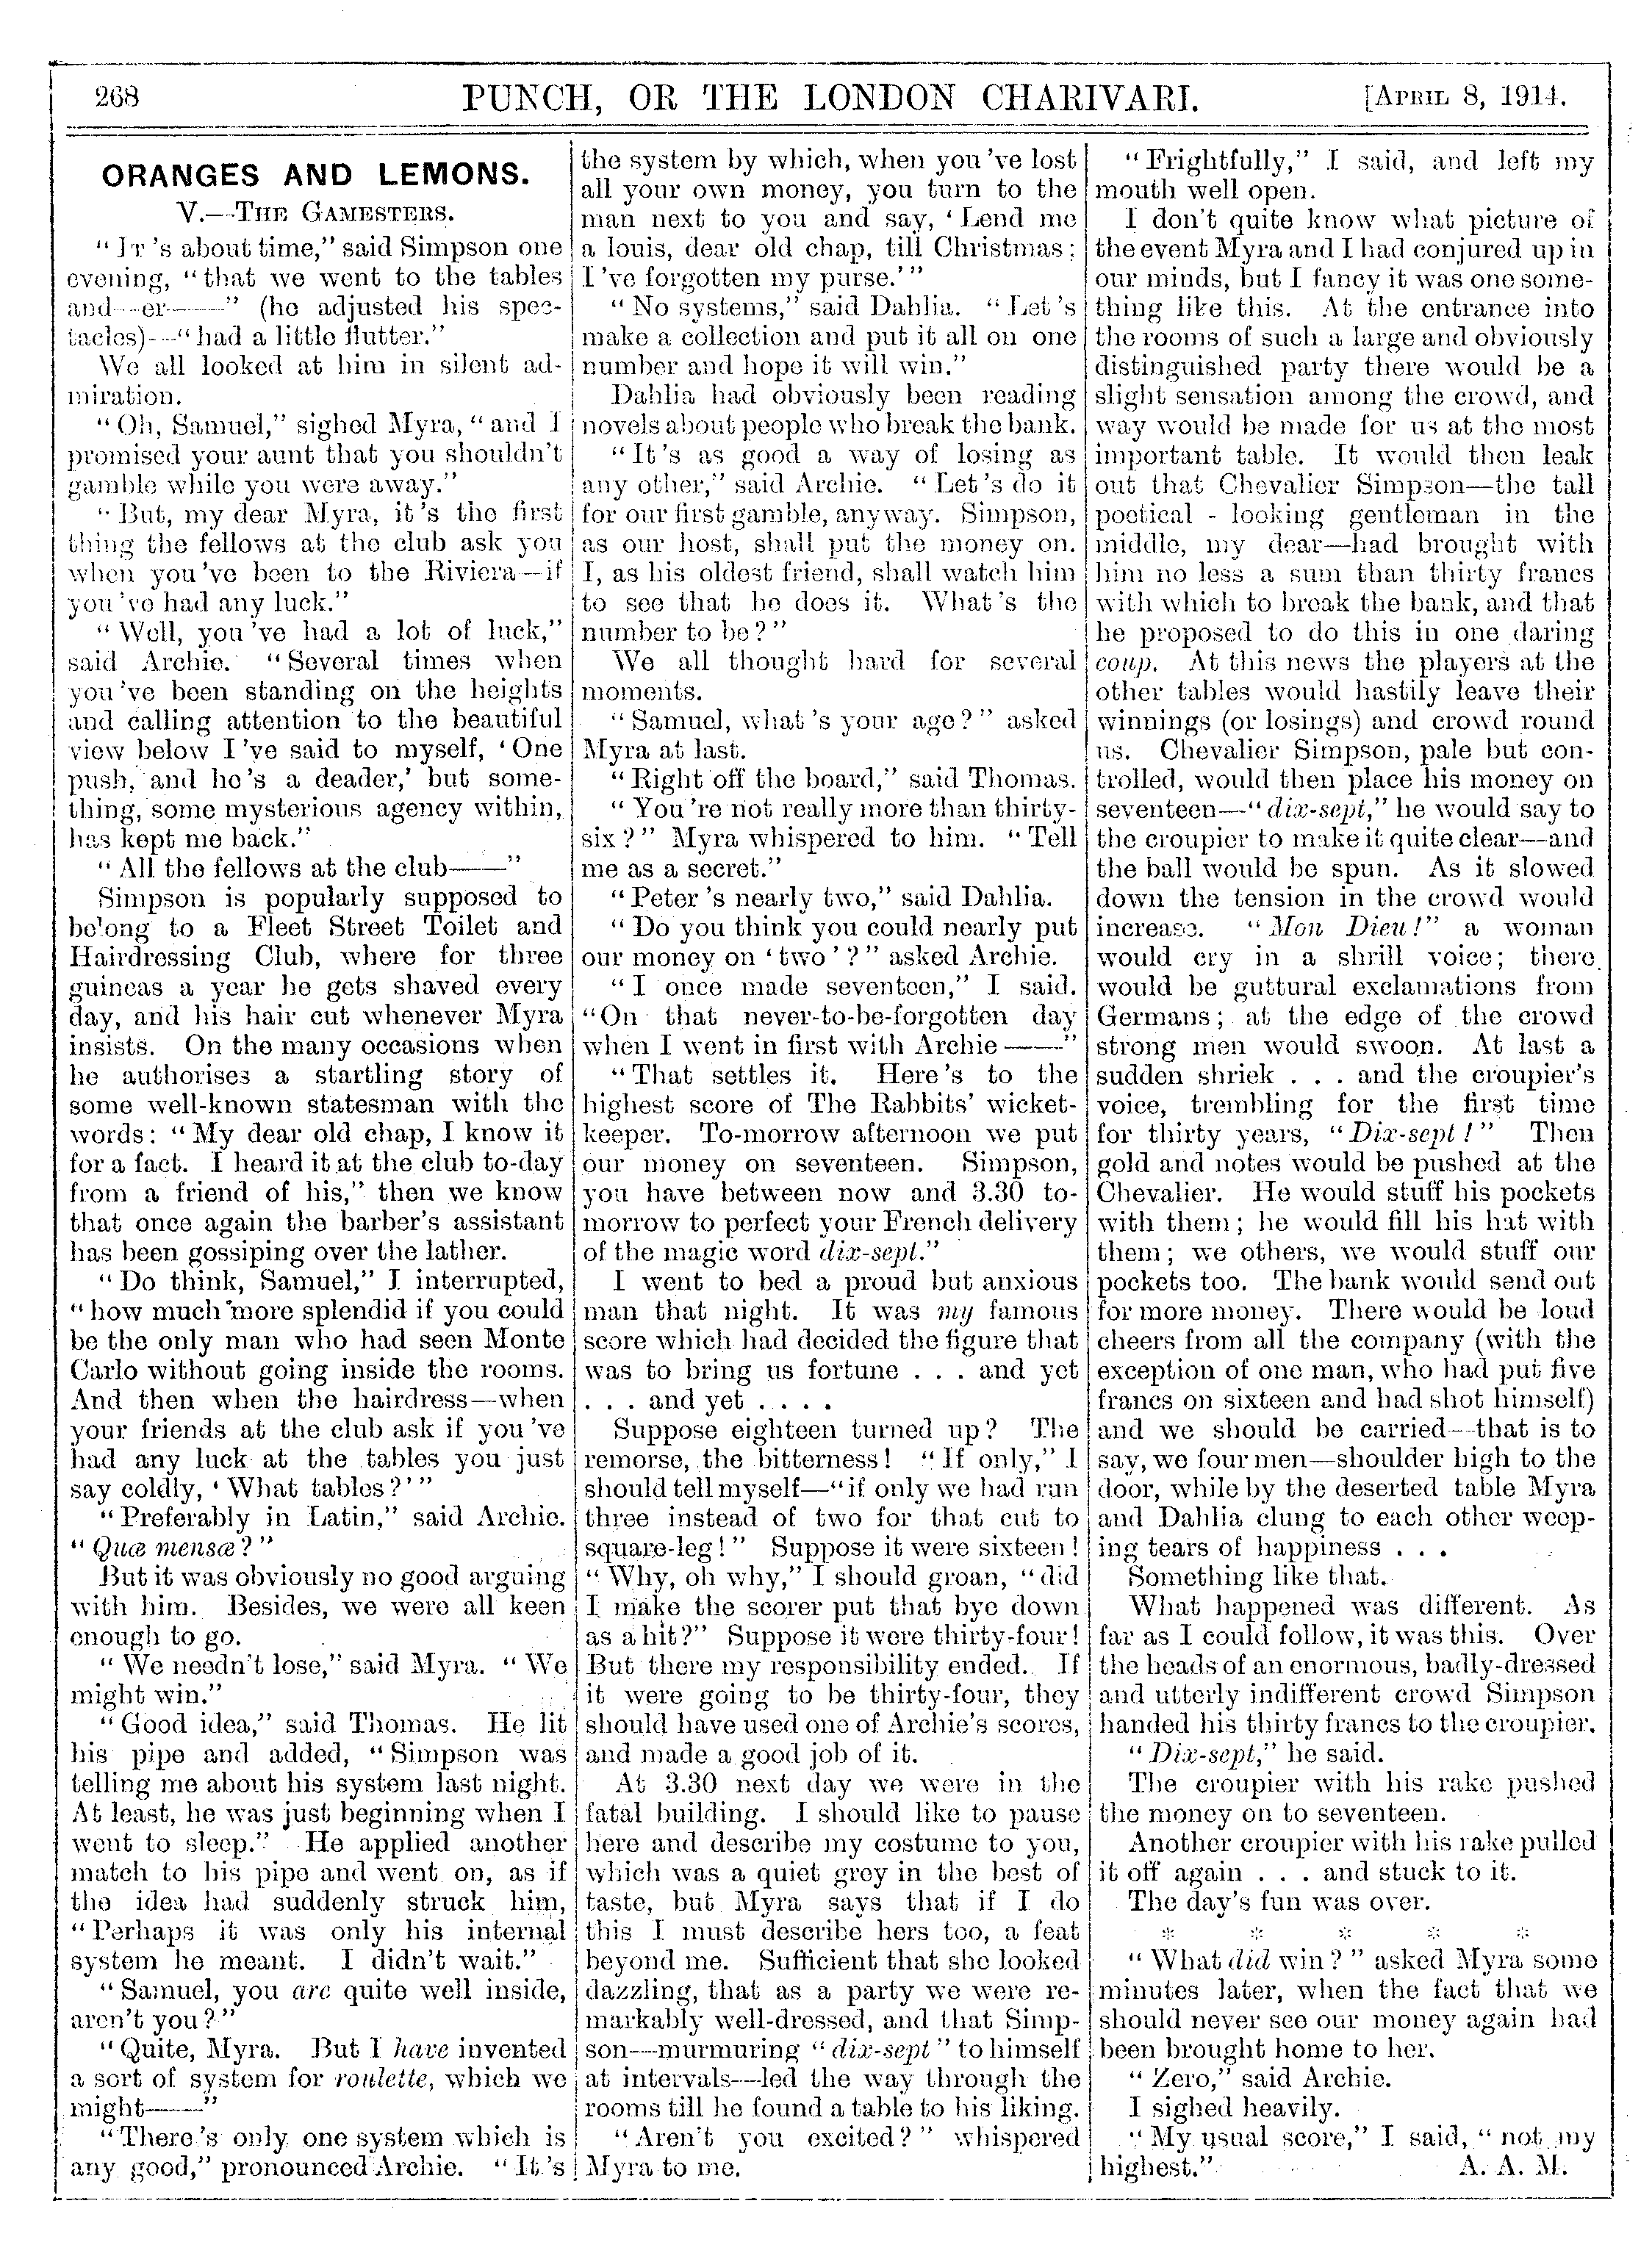 268
PUNCH, OR THE LONDON CHARIVARI.
[APRIL 8, 1914.
ORANGES AND LEMONS.
V.—THE GAMESTERS.
"IT 's about time," said Simpson one
evening, "that we went to the tables
and—er——" (he adjusted his spec-
tacles)—"had a little flutter."
We all looked at him in silent ad-
miration.
"Oh, Samuel," sighed Myra, "and I
promised your aunt that you shouldn't
gamble while you were away."
"But, my dear Myra, it 's the first
thing the fellows at the club ask you
when you 've been to the Riviera—if
you 've had any luck."
"Well, you 've had a lot of luck,"
said Archie. "Several times when
you 've been standing on the heights
and calling attention to the beautiful
view below I 've said to myself, 'One
push, and he 's a deader,' but some-
thing, some mysterious agency within,
has kept me back."
"All the fellows at the club——"
Simpson is popularly supposed to
belong to a Fleet Street Toilet and
Hairdressing Club, where for three
guineas a year he gets shaved every
day, and his hair cut whenever Myra
insists. On the many occasions when
he authorises a startling story of
some well-known statesman with the
words: "My dear old chap, I know it
for a fact. I heard it at the club to-day
from a friend of his," then we know
that once again the barber's assistant
has been gossiping over the lather.
"Do think, Samuel," I interrupted,
"how much more splendid if you could
be the only man who had seen Monte
Carlo without going inside the rooms.
And then when the hairdress—when
your friends at the club ask if you 've
had any luck at the tables you just
say coldly, 'What tables?'"
"Preferably in Latin," said Archie.
"Quæ mensæ?"
But it was obviously no good arguing
with him. Besides, we were all keen
enough to go.
"We needn't lose," said Myra. "We
might win."
"Good idea," said Thomas. He lit
his pipe and added, "Simpson was
telling me about his system last night.
At least, he was just beginning when I
went to sleep." He applied another
match to his pipe and went on, as if
the idea had suddenly struck him,
"Perhaps it was only his internal
system he meant. I didn't wait."
"Samuel, you are quite well inside,
aren't you?"
"Quite, Myra. But I have invented
a sort of system for roulette, which we
might——"
"There 's only one system which is
any good," pronounced Archie. "It 's
the system by which, when you 've lost
all your own money, you turn to the
man next to you and say, 'Lend me
a louis, dear old chap, till Christmas;
I 've forgotten my purse.'"
"No systems," said Dahlia. "Let 's
make a collection and put it all on one
number and hope it will win."
Dahlia had obviously been reading
novels about people who break the bank.
"It 's as good a way of losing as
any other," said Archie. "Let 's do it
for our first gamble, anyway. Simpson,
as our host, shall put the money on.
I, as his oldest friend, shall watch him
to see that he does it. What 's the
number to be?"
We all thought hard for several
moments.
"Samuel, what 's your age?" asked
Myra at last.
"Right off the board," said Thomas.
"You 're not really more than thirty-
six?" Myra whispered to him. "Tell
me as a secret."
"Peter 's nearly two," said Dahlia.
"Do you think you could nearly put
our money on 'two'?" asked Archie.
"I once made seventeen," I said.
"On that never-to-be-forgotten day
when I went in first with Archie——"
"That settles it. Here 's to the
highest score of The Rabbits' wicket-
keeper. To-morrow afternoon we put
our money on seventeen. Simpson,
you have between now and 3.30 to-
morrow to perfect your French delivery
of the magic word dix-sept."
I went to bed a proud but anxious
man that night. It was my famous
score which had decided the figure that
was to bring us fortune . . . and yet
. . . and yet . . . .
Suppose eighteen turned up? The
remorse, the bitterness! "If only," I
should tell myself—"if only we had run
three instead of two for that cut to
square-leg!" Suppose it were sixteen!
"Why, oh why," I should groan, "did
I make the scorer put that bye down
as a hit?" Suppose it were thirty-four!
But there my responsibility ended. If
it were going to be thirty-four, they
should have used one of Archie's scores,
and made a good job of it.
At 3.30 next day we were in the
fatal building. I should like to pause
here and describe my costume to you,
which was a quiet grey in the best of
taste, but Myra says that if I do
this I must describe hers too, a feat
beyond me. Sufficient that she looked
dazzling, that as a party we were re-
markably well-dressed, and that Simp-
son—murmuring "dix-sept" to himself
at intervals—led the way through the
rooms till he found a table to his liking.
"Aren't you excited?" whispered
Myra to me.
"Frightfully," I said, and left my
mouth well open.
I don't quite know what picture of
the event Myra and I had conjured up in
our minds, but I fancy it was one some-
thing like this. At the entrance into
the rooms of such a large and obviously
distinguished party there would be a
slight sensation among the crowd, and
way would be made for us at the most
important table. It would then leak
out that Chevalier Simpson—the tall
poetical-looking gentleman in the
middle, my dear—had brought with
him no less a sum than thirty francs
with which to break the bank, and that
he proposed to do this in one daring
coup. At this news the players at the
other tables would hastily leave their
winnings (or losings) and crowd round
us. Chevalier Simpson, pale but con-
trolled, would then place his money on
seventeen—"dix-sept," he would say to
the croupier to make it quite clear—and
the ball would be spun. As it slowed
down the tension in the crowd would
increase. "Mon Dieu!" a woman
would cry in a shrill voice; there
would be guttural exclamations from
Germans; at the edge of the crowd
strong men would swoon. At last a
sudden shriek . . . and the croupier's
voice, trembling for the first time
for thirty years, "Dix-sept!" Then
gold and notes would be pushed at the
Chevalier. He would stuff his pockets
with them; he would fill his hat with
them; we others, we would stuff our
pockets too. The bank would send out
for more money. There would be loud
cheers from all the company (with the
exception of one man, who had put five
francs on sixteen and had shot himself)
and we should be carried—that is to
say, we four men—shoulder high to the
door, while by the deserted table Myra
and Dahlia clung to each other weep-
ing tears of happiness . . .
Something like that.
What happened was different. As
far as I could follow, it was this. Over
the heads of an enormous, badly-dressed
and utterly indifferent crowd Simpson
handed his thirty francs to the croupier.
"Dix-sept," he said.
The croupier with his rake pushed
the money on to seventeen.
Another croupier with his rake pulled
it off again . . . and stuck to it.
The day's fun was over.
* * * * *
"What did win?" asked Myra some
minutes later, when the fact that we
should never see our money again had
been brought home to her.
"Zero," said Archie.
I sighed heavily.
"My usual score," I said, "not my
highest." A. A. M.